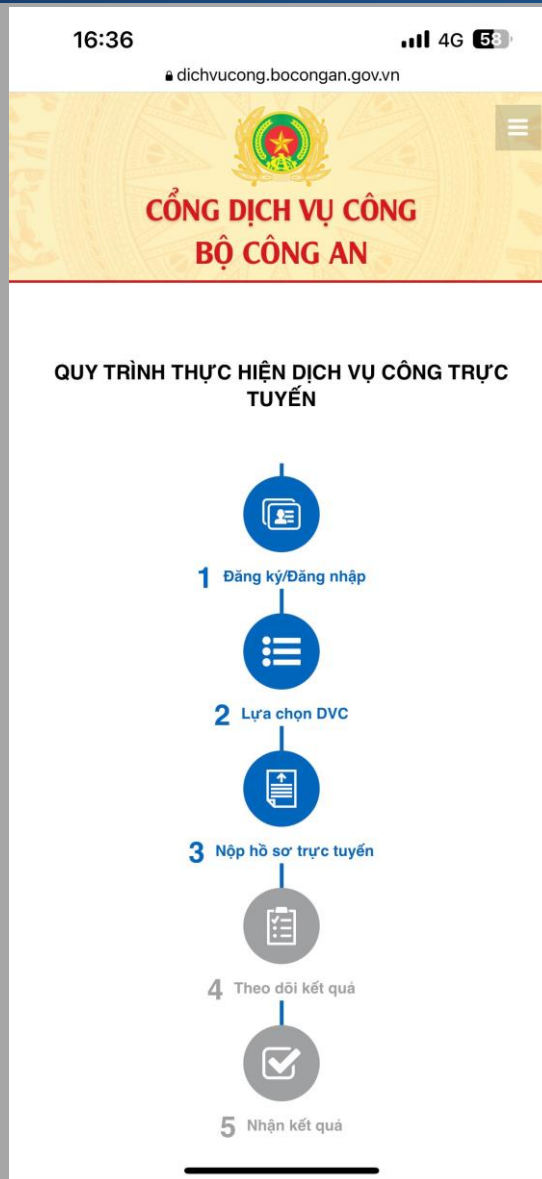 16:36
4G 58
dichvucong.bocongan.gov.vn
CỔNG DỊCH VỤ CÔNG
BỘ CÔNG AN
QUY TRÌNH THỰC HIỆN DỊCH VỤ CÔNG TRỰC
TUYẾN
1 Đăng ký/Đăng nhập
2 Lựa chọn DVC
3 Nộp hồ sơ trực tuyến
4 Theo dõi kết quả
5 Nhận kết quả